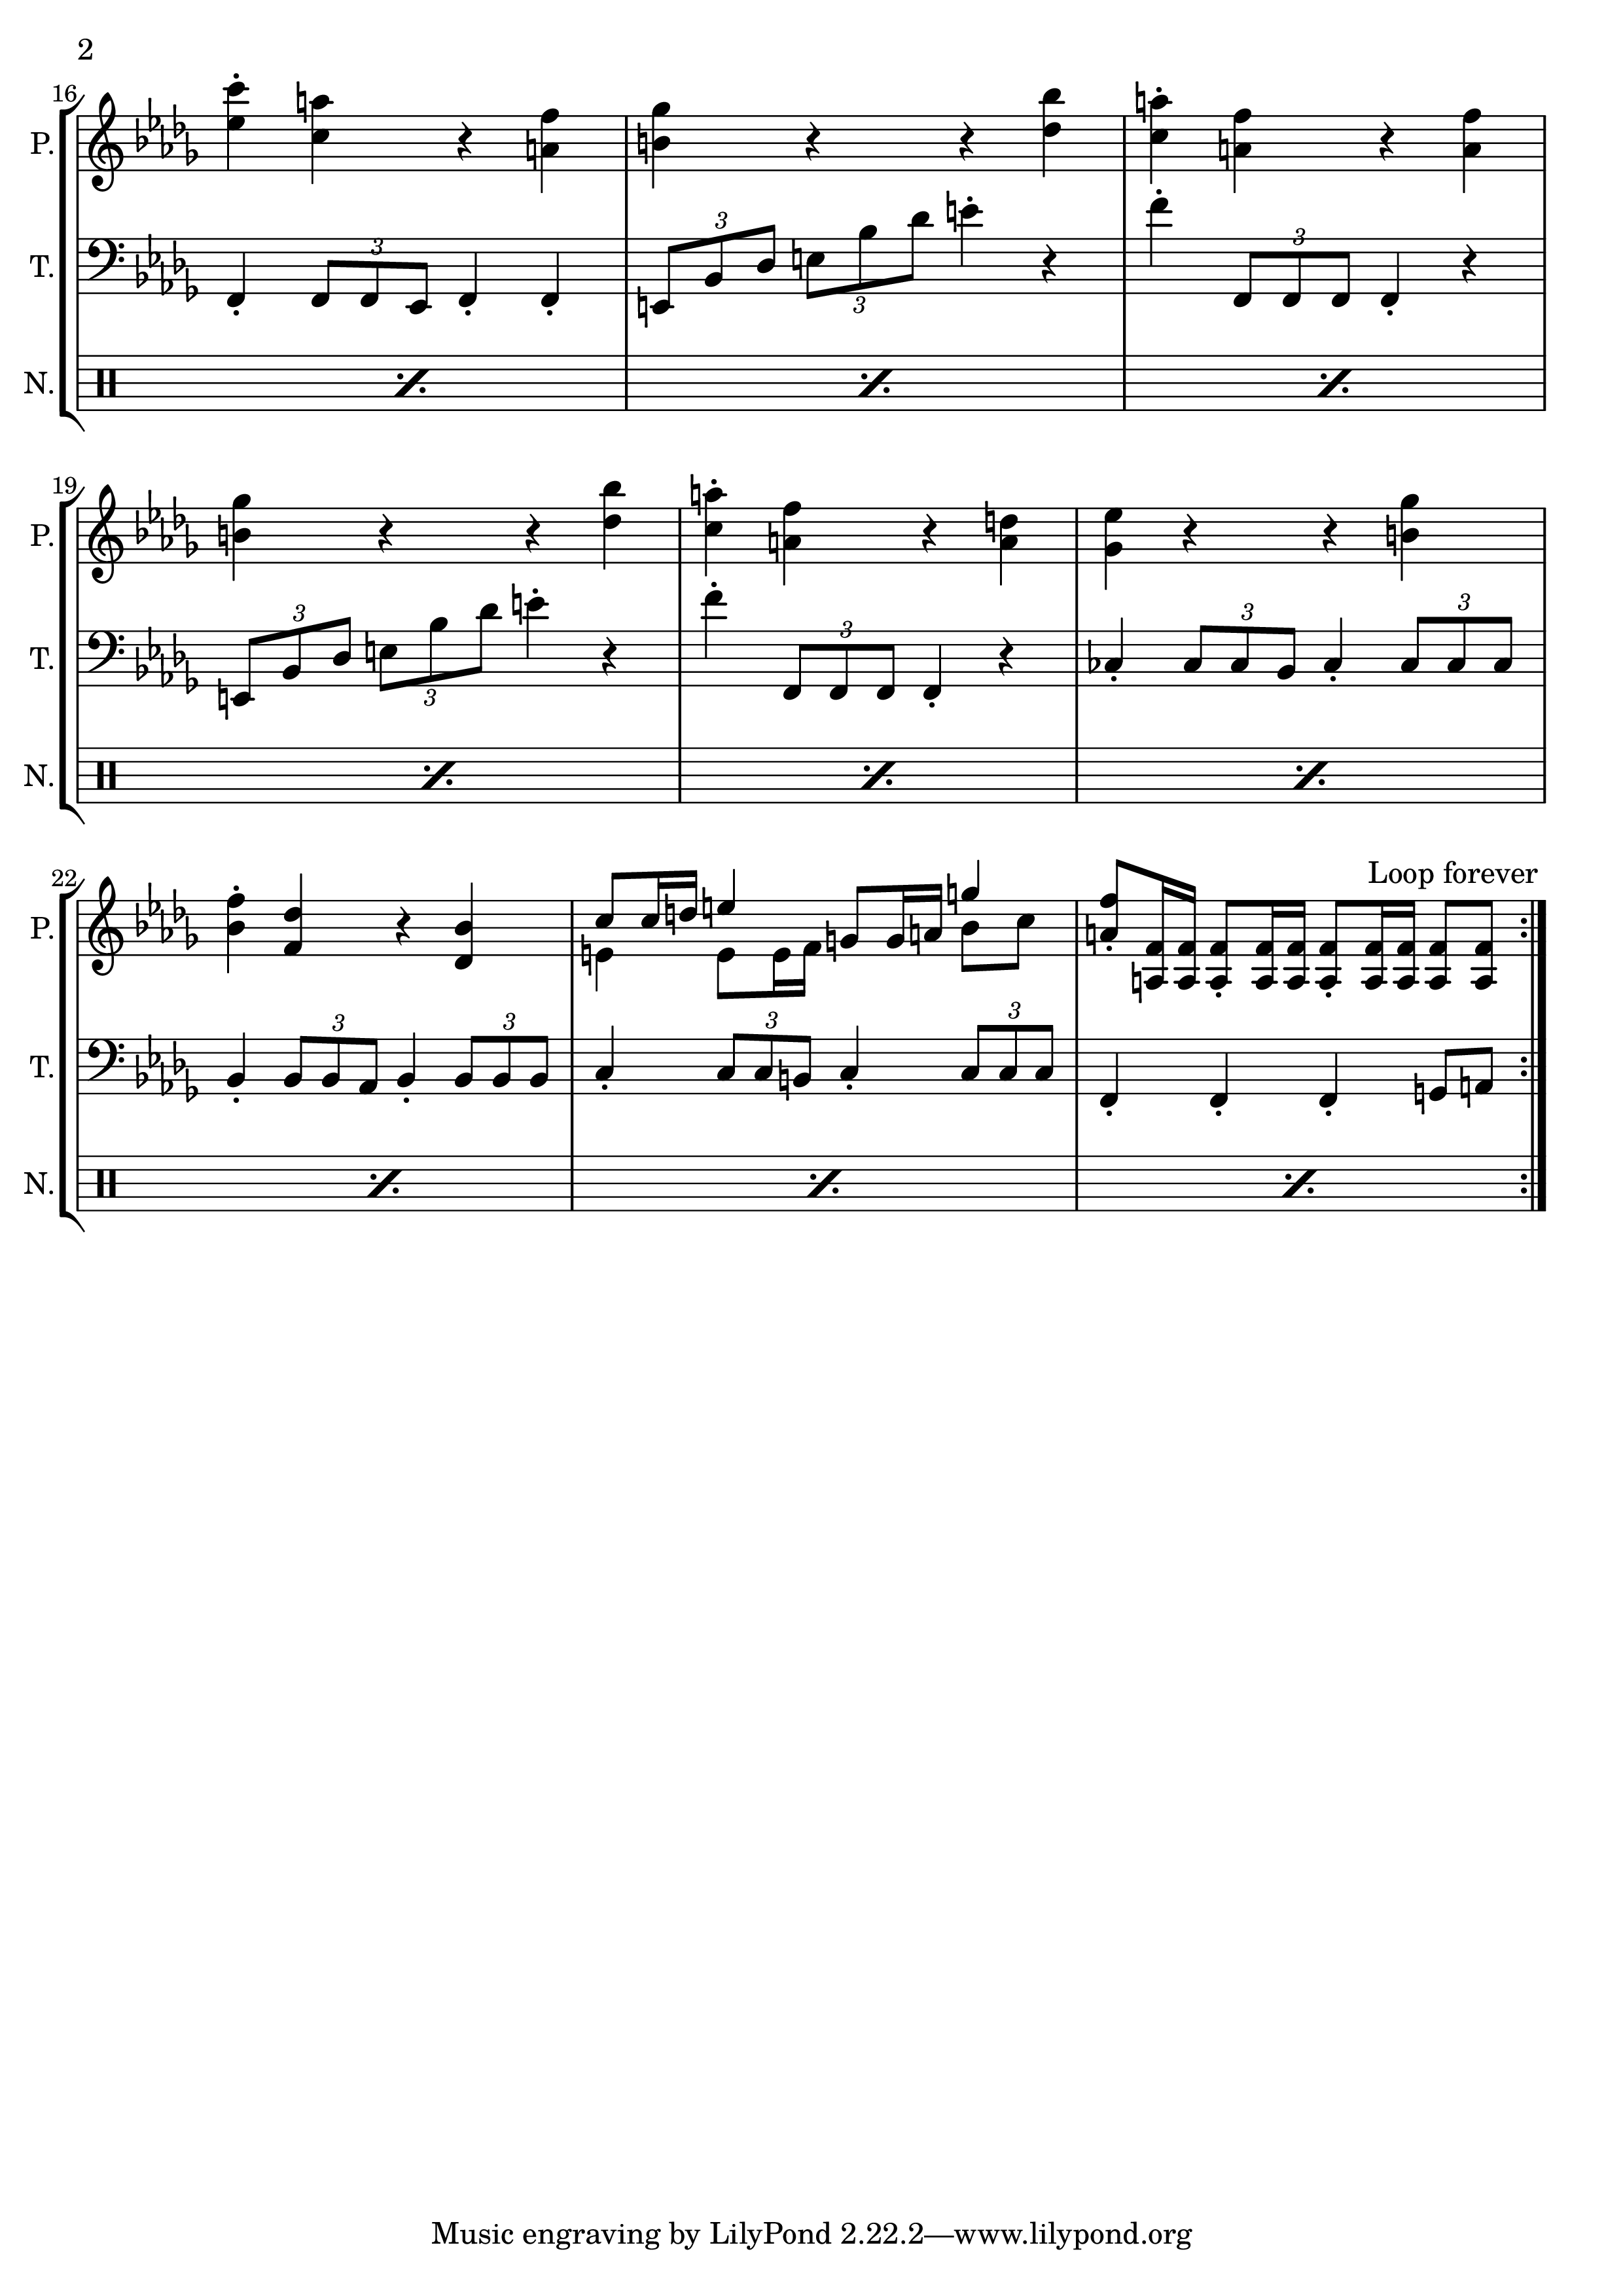 2
16
P.
T.
3
3
3
3
N.
19
P.
T.
3
3
3
3
3
N.
22
Loop forever
P.
T.
3
3
3
3
N.
Music engraving by LilyPond 2.22.2—www.lilypond.org